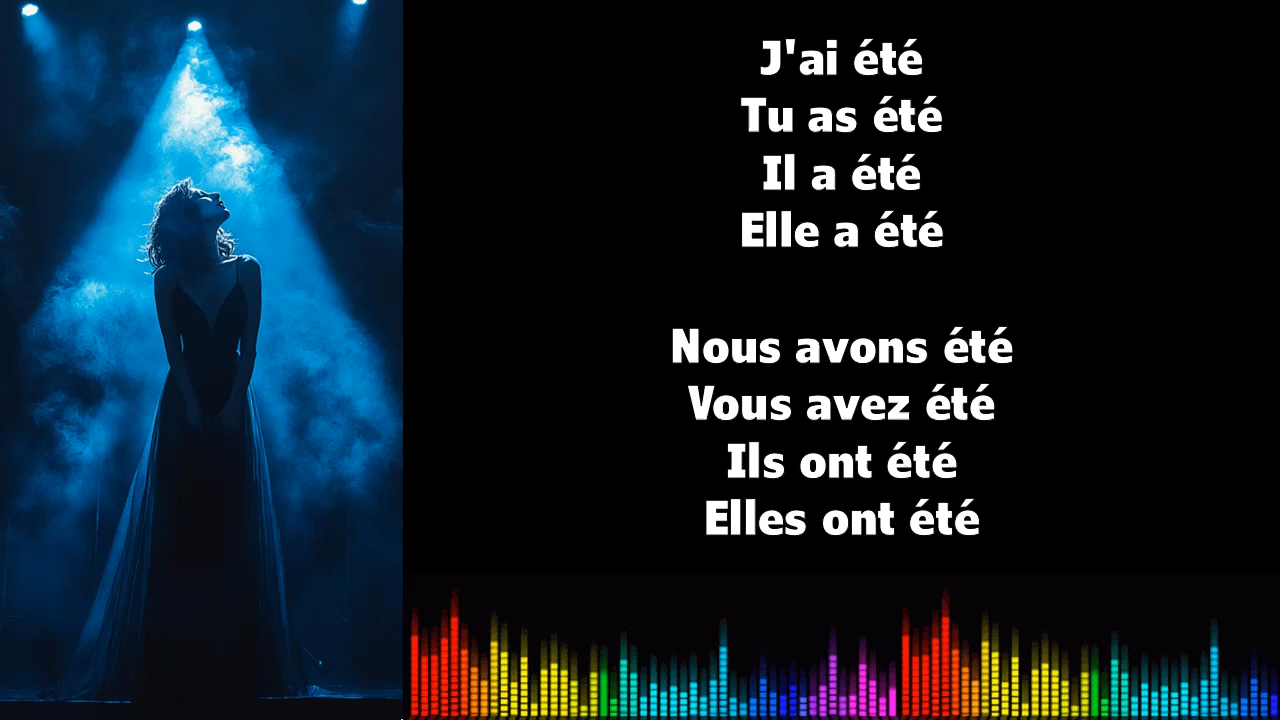 J'ai été
Tu as été
Il a été
Elle a été
Nous avons été
Vous avez été
Ils ont été
Elles ont été